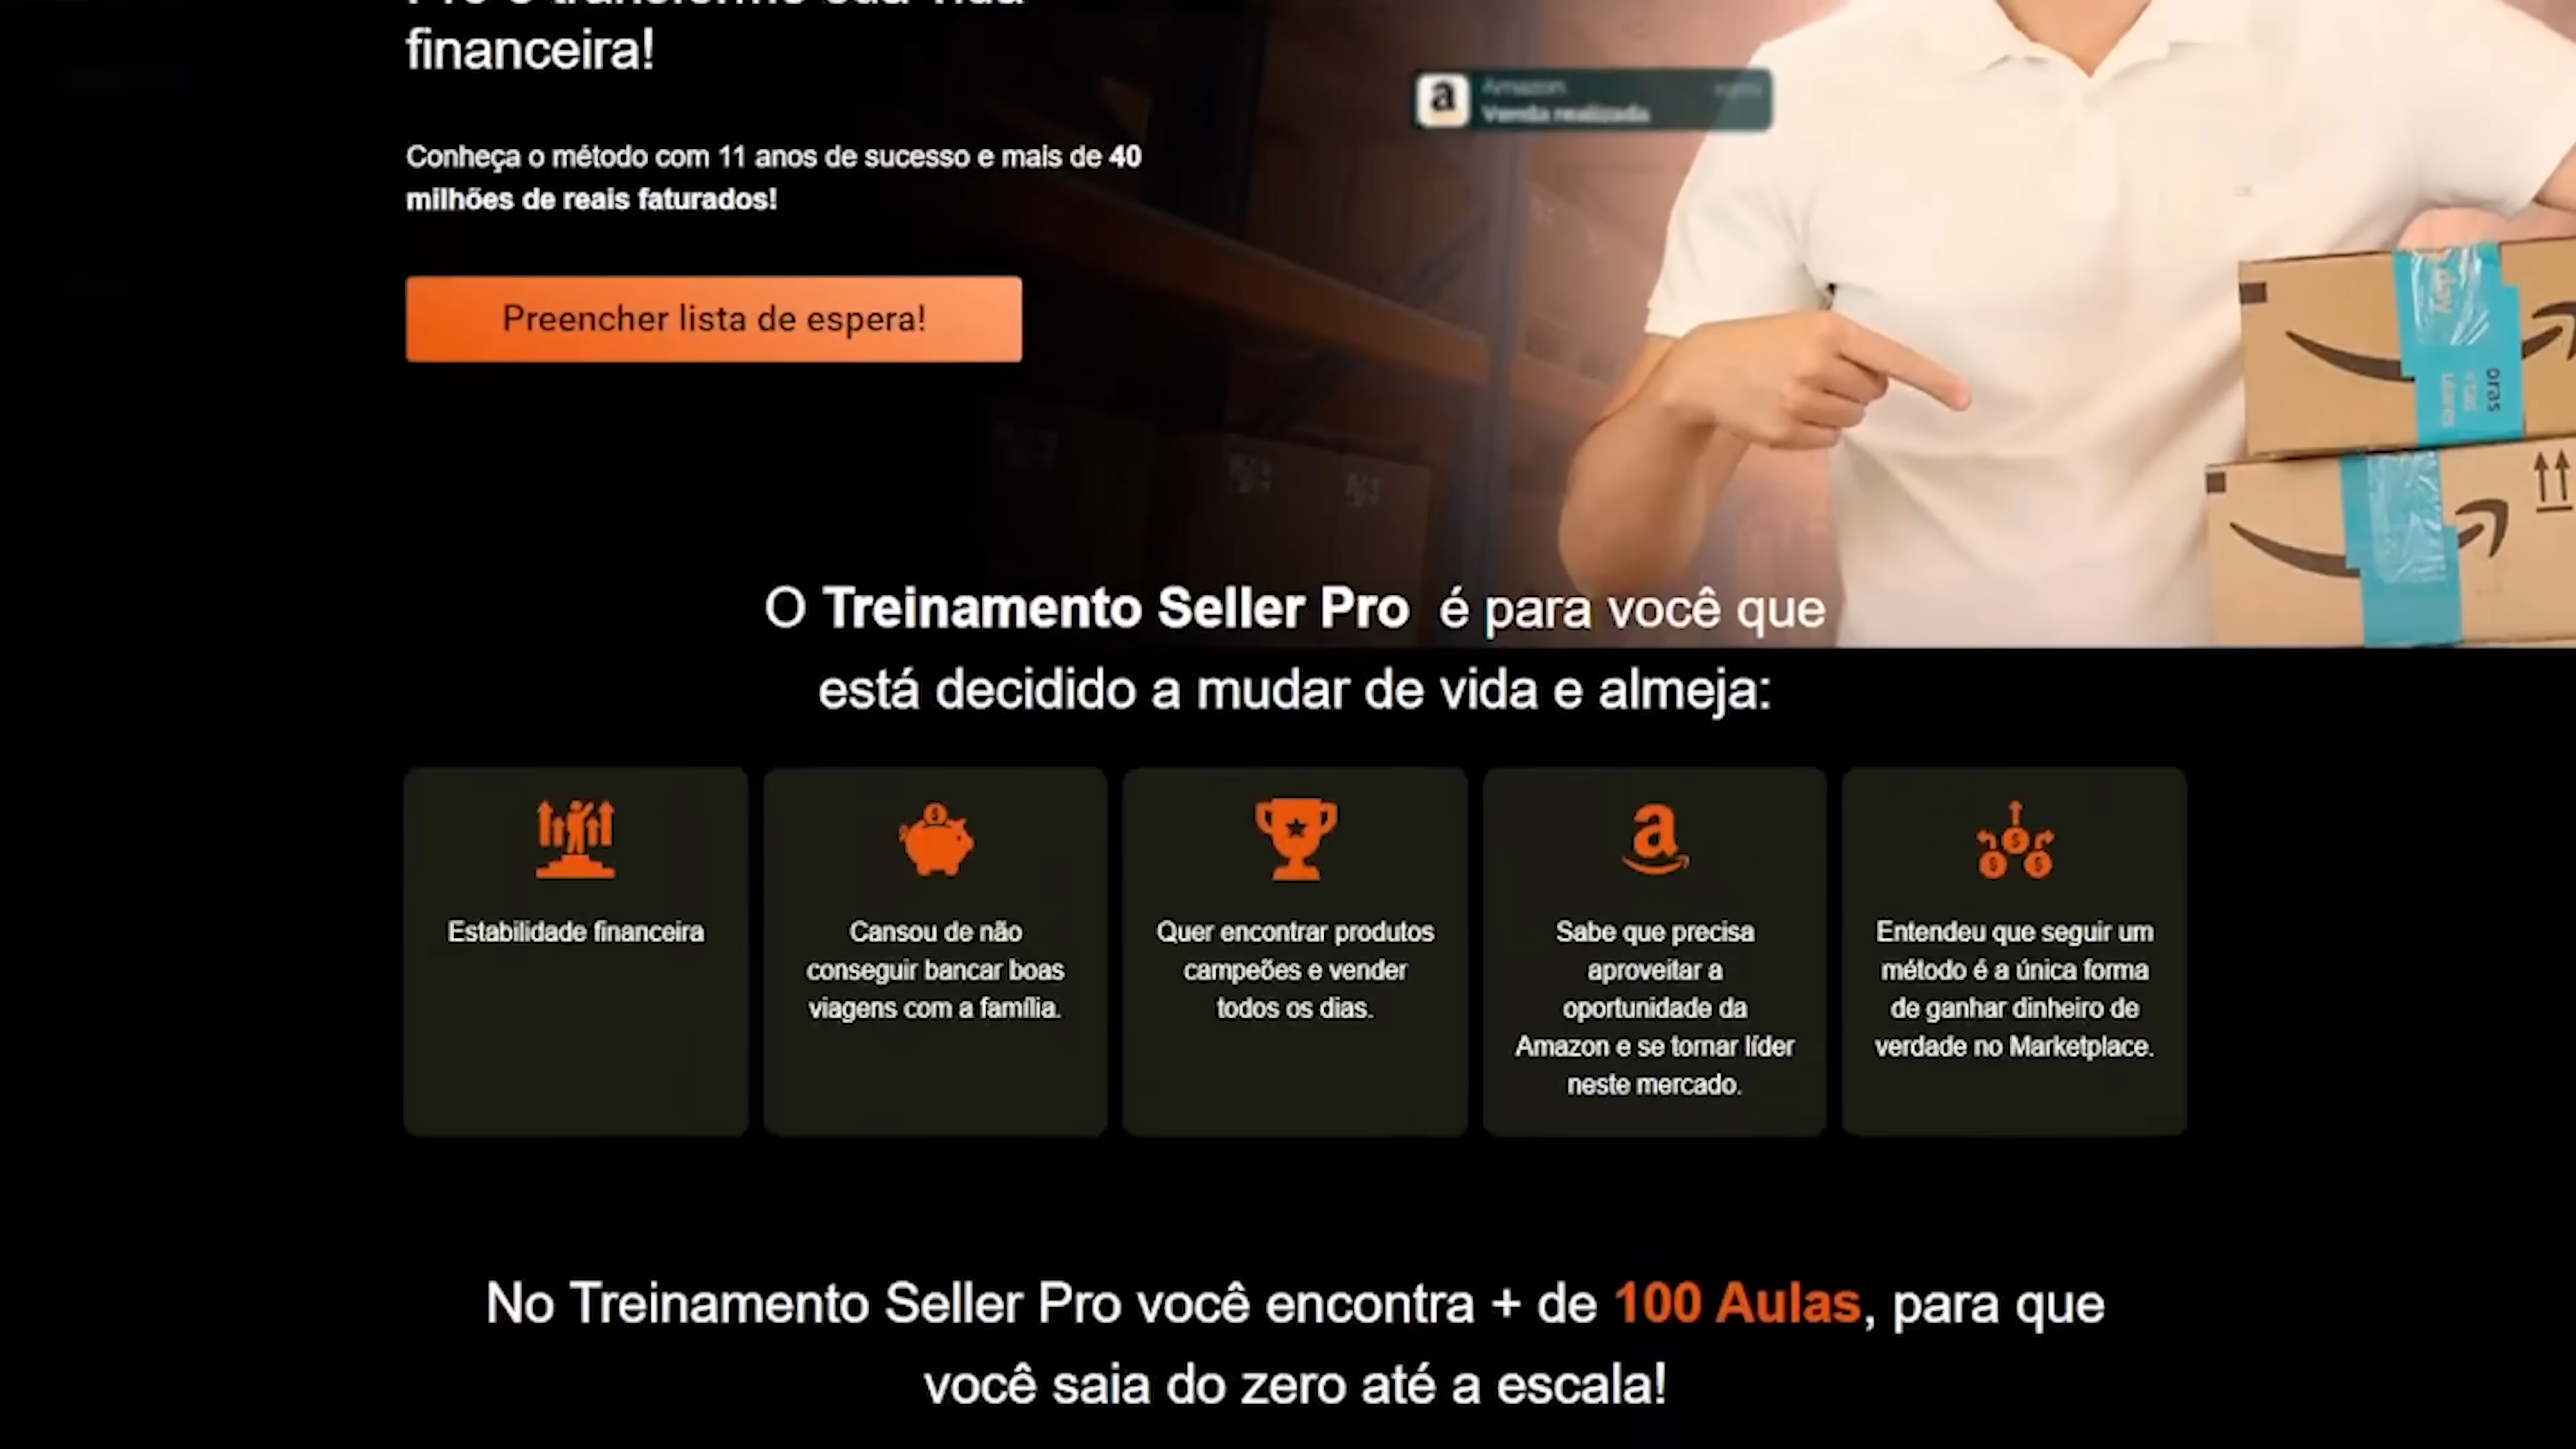 financeira!
Conheça o método com 11 anos de sucesso e mais de 40
milhões de reais faturados!
Amazon
Venda realizada
Preencher lista de espera!
O Treinamento Seller Pro é para você que
está decidido a mudar de vida e almeja:
Estabilidade financeira
Cansou de não
conseguir bancar boas
viagens com a família.
Quer encontrar produtos
campeões e vender
todos os dias.
a
Sabe que precisa
aproveitar a
oportunidade da
Amazon e se tornar líder
neste mercado.
Entendeu que seguir um
método é a única forma
de ganhar dinheiro de
verdade no Marketplace.
No Treinamento Seller Pro você encontra + de 100 Aulas, para que
você saia do zero até a escala!